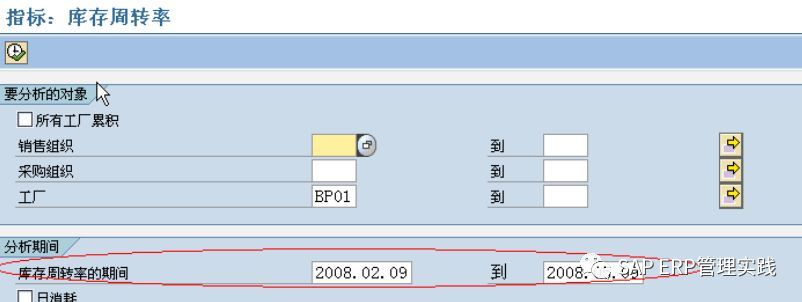 指标：库存周转率
要分析的对象
所有工厂累积
销售组织 到
采购组织 到
工厂 BP01 到
分析期间
库存周转率的期间 2008.02.09 到 2008.
日消耗
SAP ERP管理实践